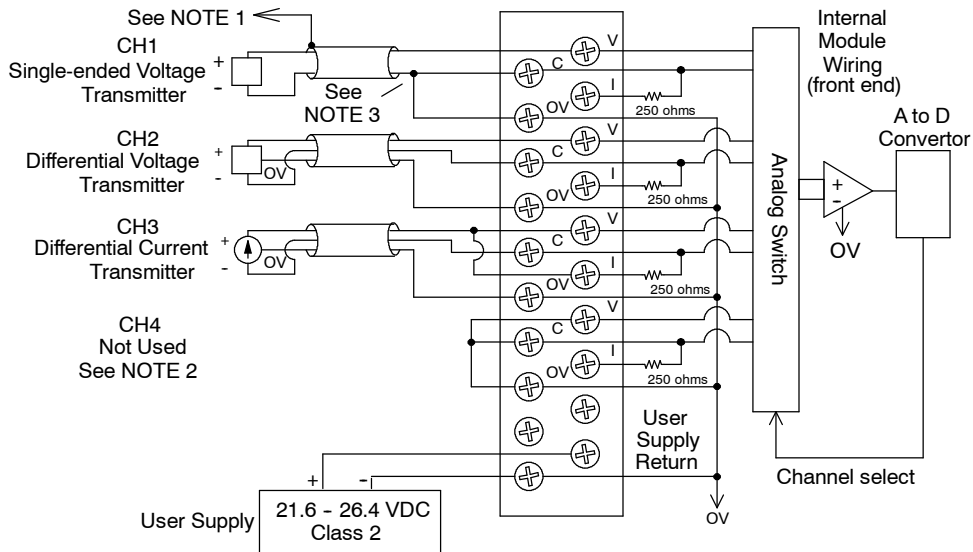 See NOTE 1
CH1
Single-ended Voltage
Transmitter
+
-
See
NOTE 3
CH2
Differential Voltage
Transmitter
+
-
OV
CH3
Differential Current
Transmitter
+
-
OV
CH4
Not Used
See NOTE 2
V
C
I
OV
250 ohms
V
C
I
OV
250 ohms
V
C
I
OV
250 ohms
V
C
I
OV
250 ohms
User
Supply
Return
OV
+
-
User Supply
21.6 - 26.4 VDC
Class 2
Internal
Module
Wiring
(front end)
A to D
Convertor
Analog Switch
+
-
OV
Channel select